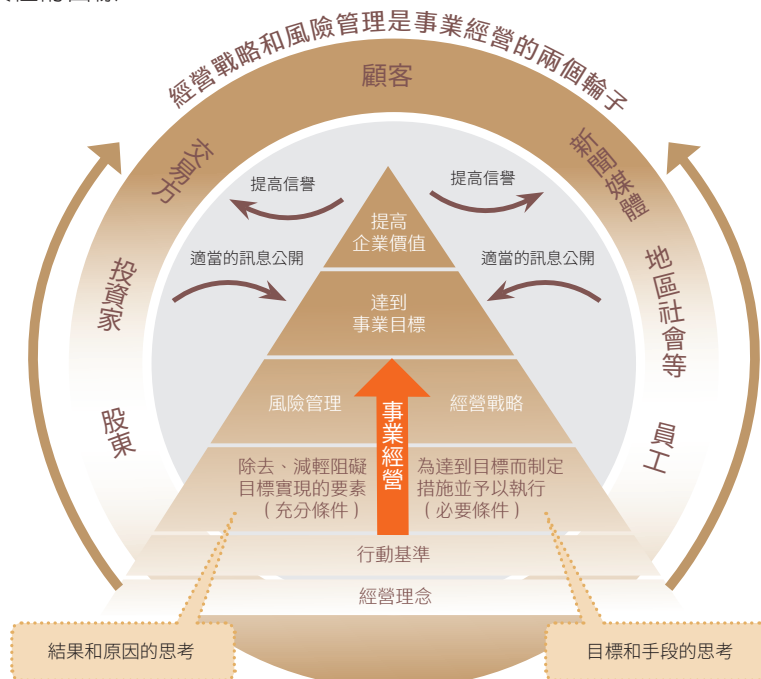 經營戰略和風險管理是事業經營的兩個輪子
顧客
交易方
新聞媒體
提高信譽
提高信譽
提高
企業價值
適當的訊息公開
適當的訊息公開
投資家
地區社會等
達到
事業目標
風險管理
經營戰略
事業經營
股東
員工
除去、減輕阻礙
目標實現的要素
(充分條件)
為達到目標而制定
措施並予以執行
(必要條件)
行動基準
經營理念
結果和原因的思考
目標和手段的思考